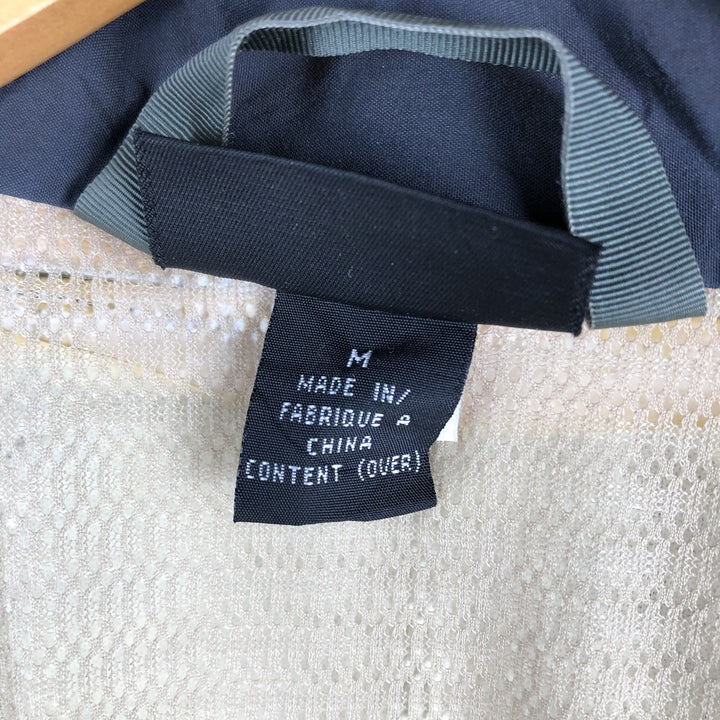 M
MADE IN/
FABRIQUE A
CHINA
CONTENT (OVER)